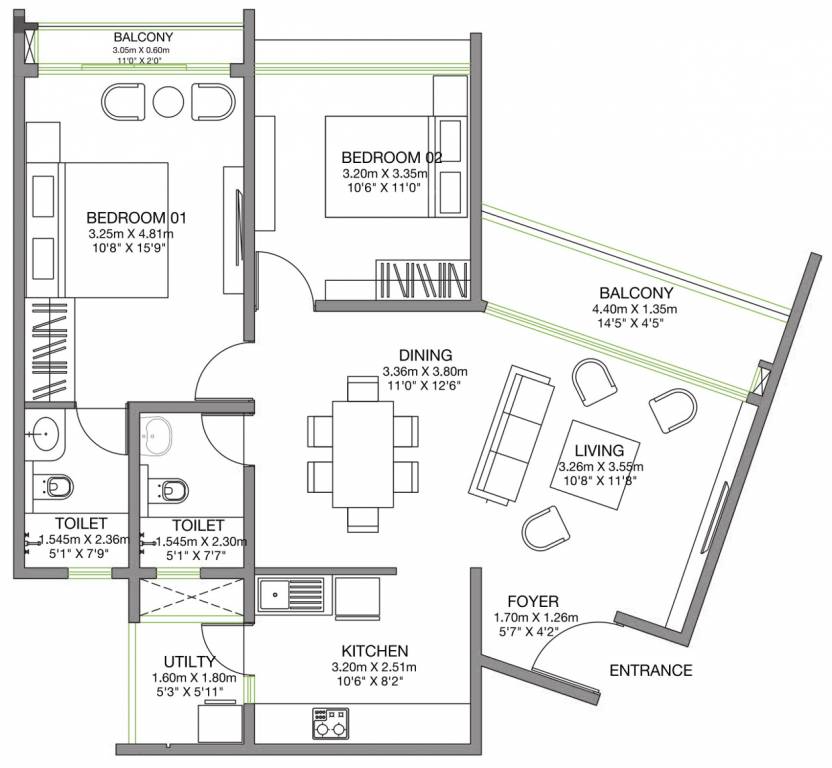 BALCONY
3.05m X 0.60m
11'0" X 2'0"
BEDROOM 02
3.20m X 3.35m
10'6" X 11'0"
BEDROOM 01
3.25m X 4.81m
10'8" X 15'9"
BALCONY
4.40m X 1.35m
14'5" X 4'5"
DINING
3.36m X 3.80m
11'0" X 12'6"
LIVING
3.26m X 3.55m
10'8" X 11'8"
TOILET
1.545m X 2.36m
5'1" X 7'9"
TOILET
1.545m X 2.30m
5'1" X 7'7"
FOYER
1.70m X 1.26m
5'7" X 4'2"
ENTRANCE
KITCHEN
3.20m X 2.51m
10'6" X 8'2"
UTILTY
1.60m X 1.80m
5'3" X 5'11"